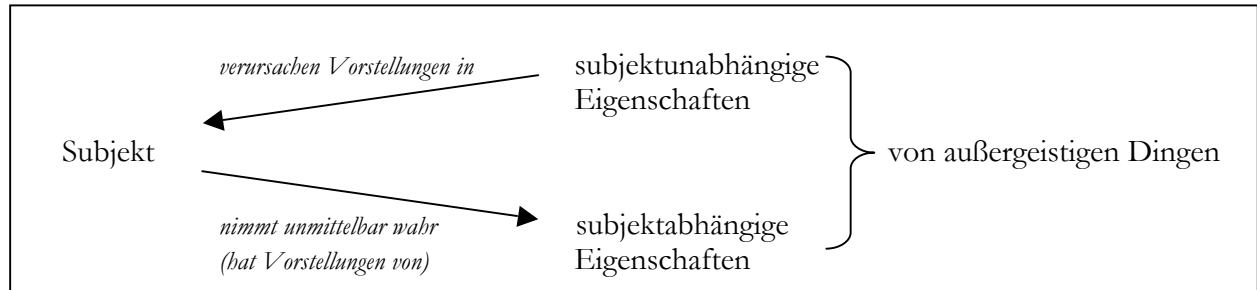 verursachen Vorstellungen in
subjektunabhängige
Eigenschaften
Subjekt
von außergeistigen Dingen
nimmt unmittelbar wahr
(hat Vorstellungen von)
subjektabhängige
Eigenschaften